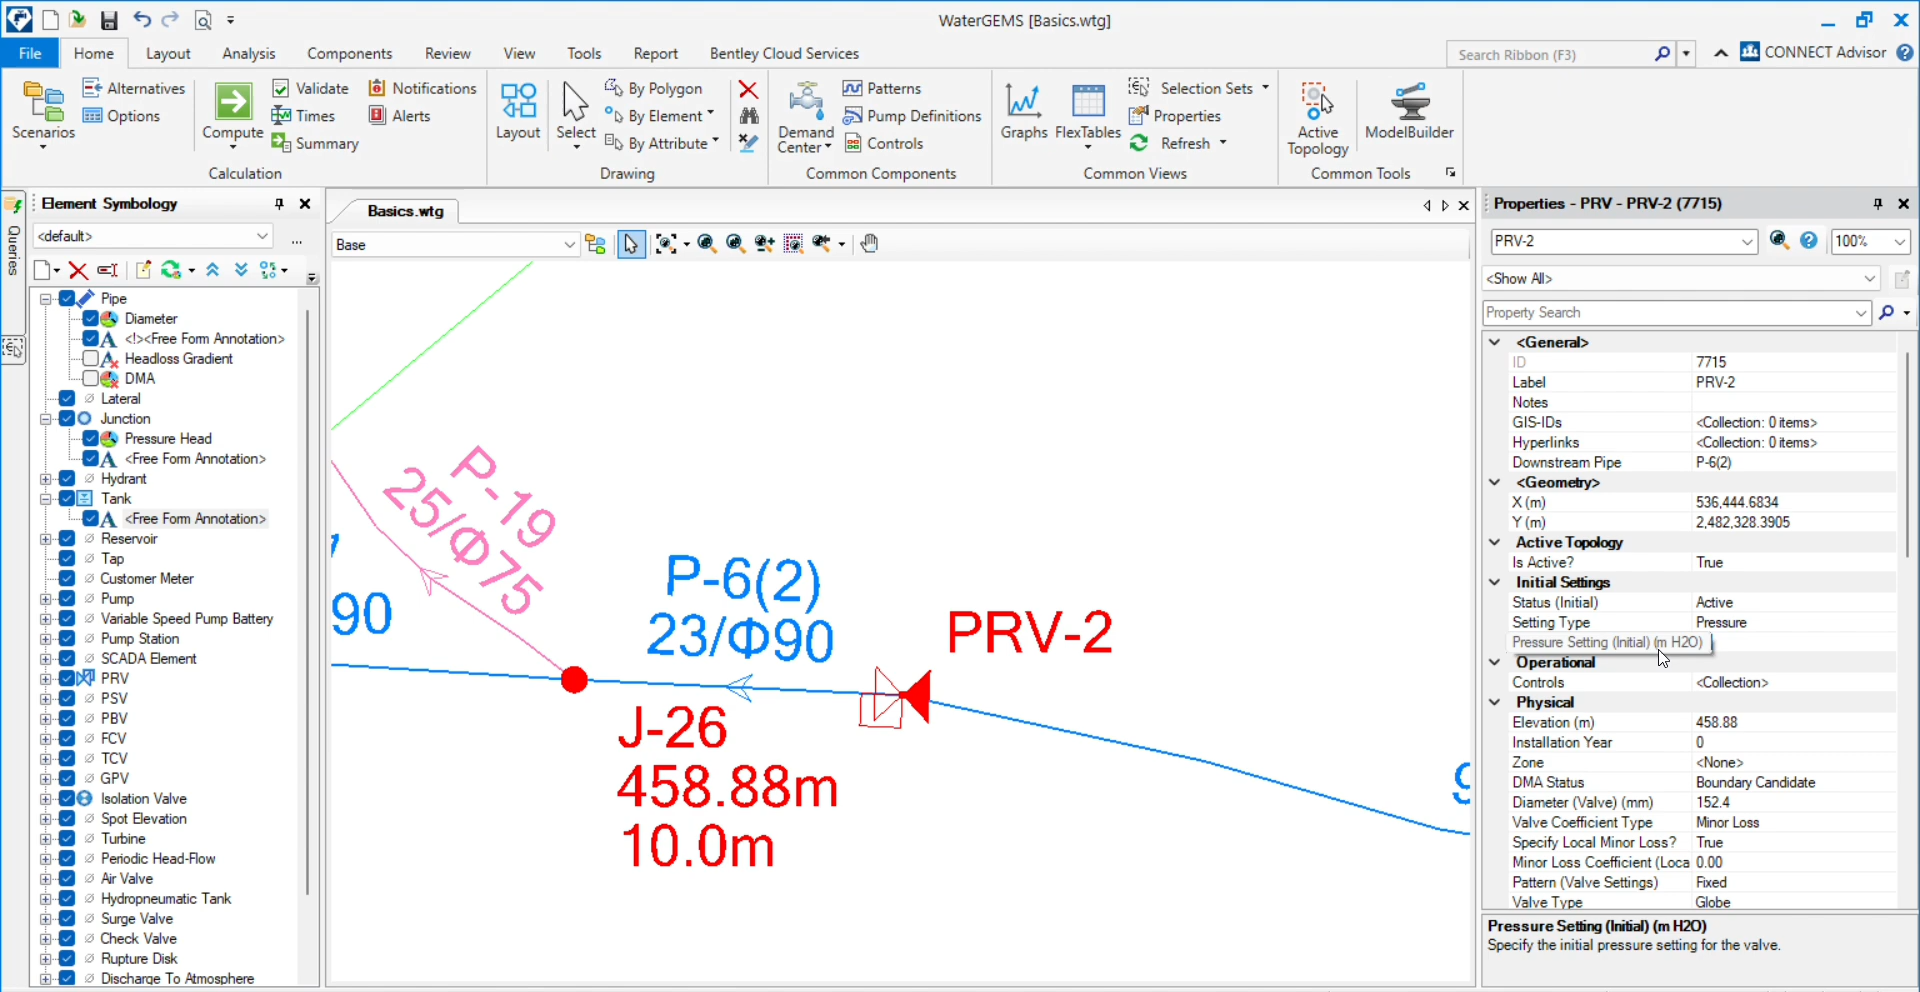 WaterGEMS [Basics.wtg]
File
Home
Layout
Analysis
Components
Review
View
Tools
Report
Bentley Cloud Services
Search Ribbon (F3)
CONNECT Advisor
Scenarios
Alternatives
Options
Compute
Validate
Times
Summary
Notifications
Alerts
Calculation
Layout
Select
By Polygon
By Element
By Attribute
Drawing
Demand
Center
Patterns
Pump Definitions
Controls
Common Components
Graphs
FlexTables
Selection Sets
Properties
Refresh
Common Views
Active
Topology
ModelBuilder
Common Tools
Queries
Element Symbology
<default>
...
Pipe
Diameter
<!><Free Form Annotation>
Headloss Gradient
DMA
Lateral
Junction
Pressure Head
<Free Form Annotation>
Hydrant
Tank
<Free Form Annotation>
Reservoir
Tap
Customer Meter
Pump
Variable Speed Pump Battery
Pump Station
SCADA Element
PRV
PSV
PBV
FCV
TCV
GPV
Isolation Valve
Spot Elevation
Turbine
Periodic Head-Flow
Air Valve
Hydropneumatic Tank
Surge Valve
Check Valve
Rupture Disk
Discharge To Atmosphere
Basics.wtg
Base
P-19
25/Φ75
90
P-6(2)
23/Φ90
PRV-2
J-26
458.88m
10.0m
Properties - PRV - PRV-2 (7715)
PRV-2
100%
<Show All>
Property Search
<General>
ID 7715
Label PRV-2
Notes
GIS-IDs <Collection: 0 items>
Hyperlinks <Collection: 0 items>
Downstream Pipe P-6(2)
<Geometry>
X (m) 536,444.6834
Y (m) 2,482,328.3905
Active Topology
Is Active? True
Initial Settings
Status (Initial) Active
Setting Type Pressure
Pressure Setting (Initial) (m H2O)
Operational
Controls <Collection>
Physical
Elevation (m) 458.88
Installation Year 0
Zone <None>
DMA Status Boundary Candidate
Diameter (Valve) (mm) 152.4
Valve Coefficient Type Minor Loss
Specify Local Minor Loss? True
Minor Loss Coefficient (Loca 0.00
Pattern (Valve Settings) Fixed
Valve Type Globe
Pressure Setting (Initial) (m H2O)
Specify the initial pressure setting for the valve.